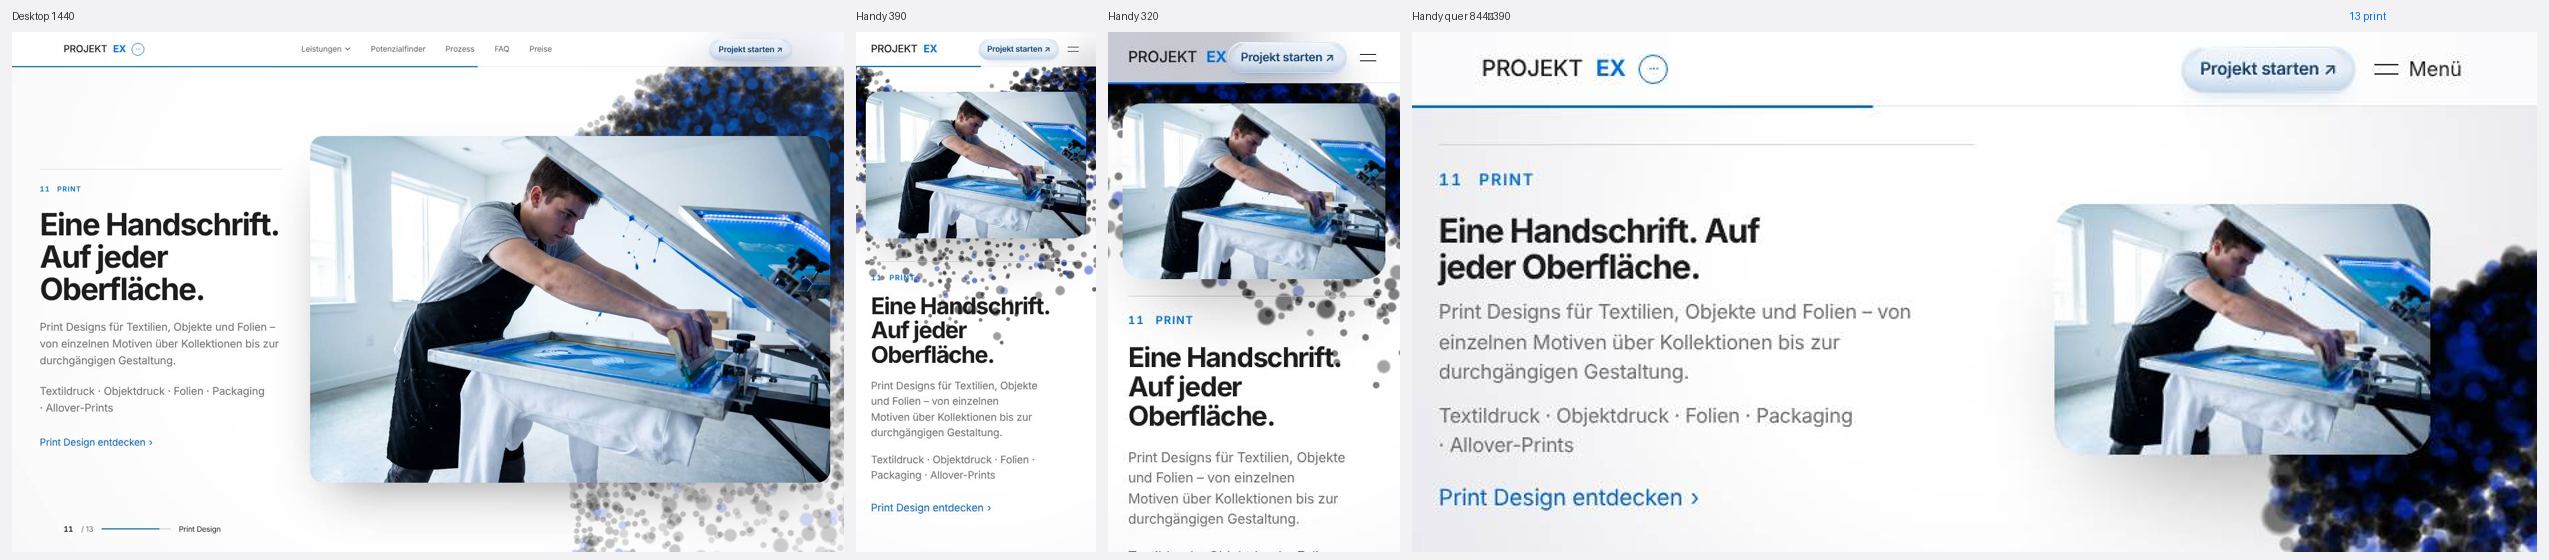 Desktop 1440
PROJEKT EX
Leistungen
Potenzialfinder
Prozess
FAQ
Preise
Projekt starten ↗
11 PRINT
Eine Handschrift.
Auf jeder
Oberfläche.
Print Designs für Textilien, Objekte und Folien –
von einzelnen Motiven über Kollektionen bis zur
durchgängigen Gestaltung.
Textildruck · Objektdruck · Folien · Packaging
· Allover-Prints
Print Design entdecken ›
11 / 13 Print Design
Handy 390
PROJEKT EX
Projekt starten ↗
11 PRINT
Eine Handschrift.
Auf jeder
Oberfläche.
Print Designs für Textilien, Objekte
und Folien – von einzelnen
Motiven über Kollektionen bis zur
durchgängigen Gestaltung.
Textildruck · Objektdruck · Folien ·
Packaging · Allover-Prints
Print Design entdecken ›
Handy 320
PROJEKT EX
Projekt starten ↗
11 PRINT
Eine Handschrift.
Auf jeder
Oberfläche.
Print Designs für Textilien, Objekte
und Folien – von einzelnen
Motiven über Kollektionen bis zur
durchgängigen Gestaltung.
Handy quer
13 print
PROJEKT EX
Projekt starten ↗
Menü
11 PRINT
Eine Handschrift. Auf
jeder Oberfläche.
Print Designs für Textilien, Objekte und Folien – von
einzelnen Motiven über Kollektionen bis zur
durchgängigen Gestaltung.
Textildruck · Objektdruck · Folien · Packaging
· Allover-Prints
Print Design entdecken ›